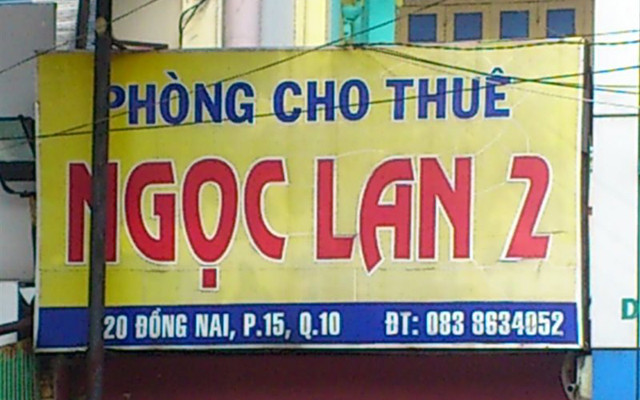 PHÒNG CHO THUÊ
NGỌC LAN 2
20 ĐỒNG NAI, P.15, Q.10 ĐT: 083 8634052